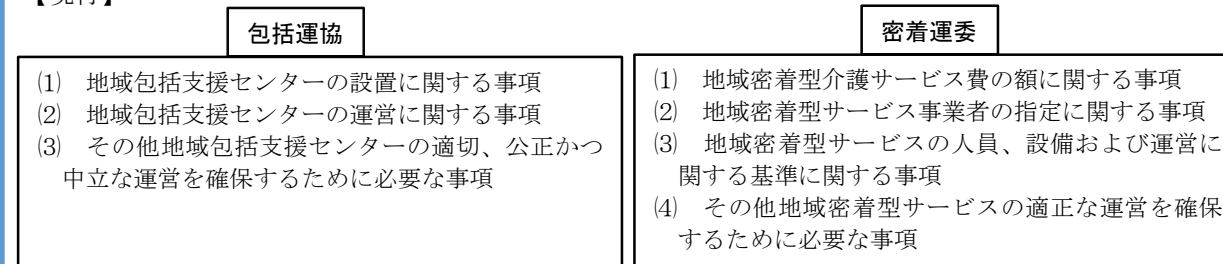 包括運協
⑴　地域包括支援センターの設置に関する事項
⑵　地域包括支援センターの運営に関する事項
⑶　その他地域包括支援センターの適切、公正かつ
中立な運営を確保するために必要な事項
密着運委
⑴　地域密着型介護サービス費の額に関する事項
⑵　地域密着型サービス事業者の指定に関する事項
⑶　地域密着型サービスの人員、設備および運営に
関する基準に関する事項
⑷　その他地域密着型サービスの適正な運営を確保
するために必要な事項